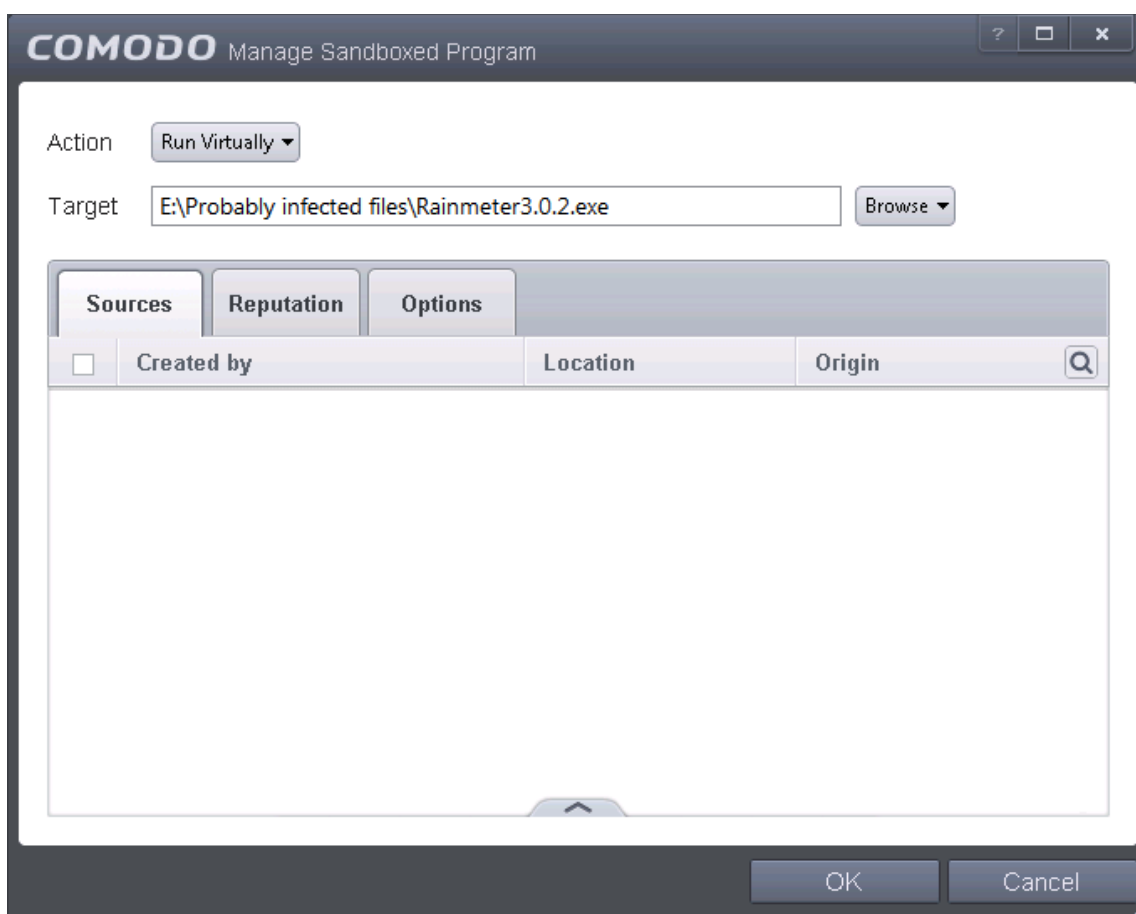 COMODO Manage Sandboxed Program
? x
Action Run Virtually
Target E:\Probably infected files\Rainmeter3.0.2.exe Browse
Sources Reputation Options
Created by Location Origin
OK Cancel